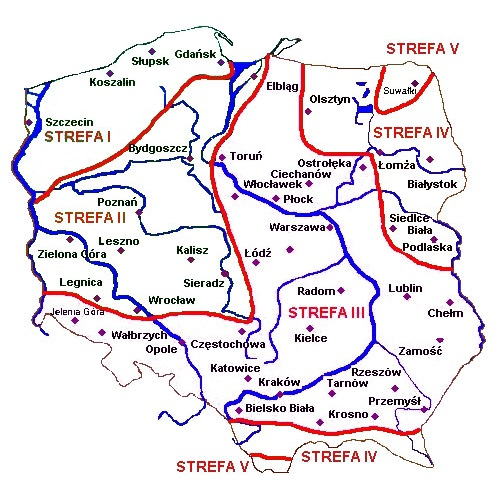 STREFA V
Gdańsk
Słupsk
Koszalin
Elbląg
Suwałki
Olsztyn
Szczecin
STREFA I
STREFA IV
Bydgoszcz
Toruń
Ostrołęka
Łomża
Ciechanów
Włocławek
Białystok
Płock
Poznań
STREFA II
Siedlce
Warszawa
Biała
Podlaska
Leszno
Zielona Góra
Kalisz
Łódź
Sieradz
Legnica
Radom
Lublin
Wrocław
Jelenia Góra
STREFA III
Chełm
Wałbrzych
Opole
Częstochowa
Kielce
Zamość
Katowice
Rzeszów
Kraków
Tarnów
Przemyśl
Bielsko Biała
Krosno
STREFA V
STREFA IV